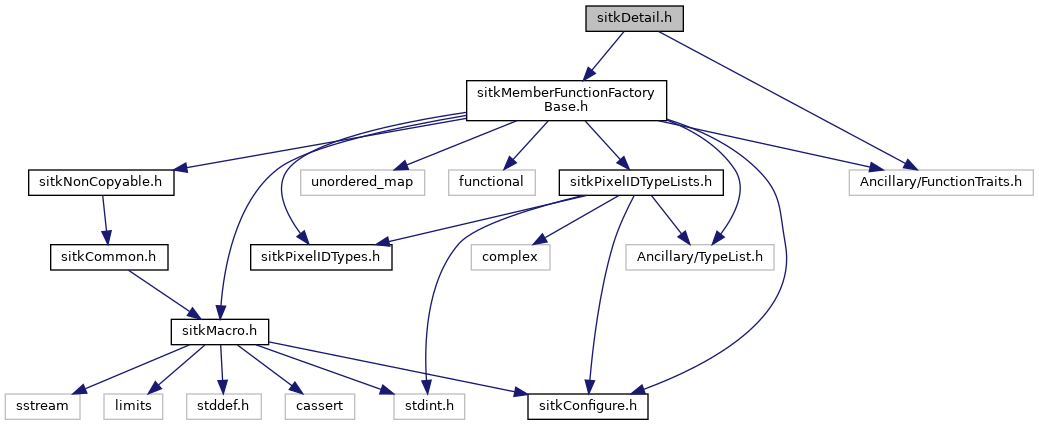 sitkDetail.h
sitkMemberFunctionFactory
Base.h
sitkNonCopyable.h
unordered_map
functional
sitkPixelIDTypeLists.h
Ancillary/FunctionTraits.h
sitkCommon.h
sitkPixelIDTypes.h
complex
Ancillary/TypeList.h
sitkMacro.h
sstream
limits
stddef.h
cassert
stdint.h
sitkConfigure.h